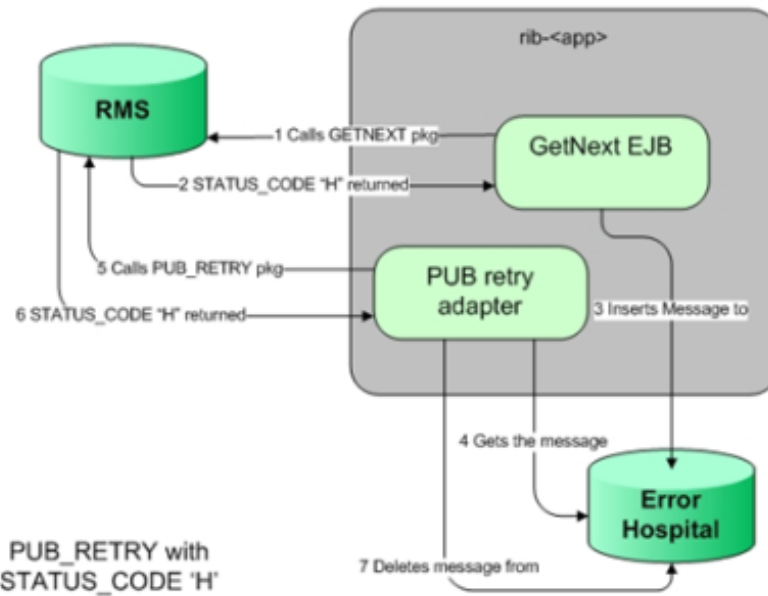 rib-<app>
RMS
1 Calls GETNEXT pkg
GetNext EJB
2 STATUS_CODE "H" returned
5 Calls PUB_RETRY pkg
PUB retry
adapter
6 STATUS_CODE "H" returned
3 Inserts Message to
4 Gets the message
Error
Hospital
PUB_RETRY with
STATUS_CODE 'H'
7 Deletes message from